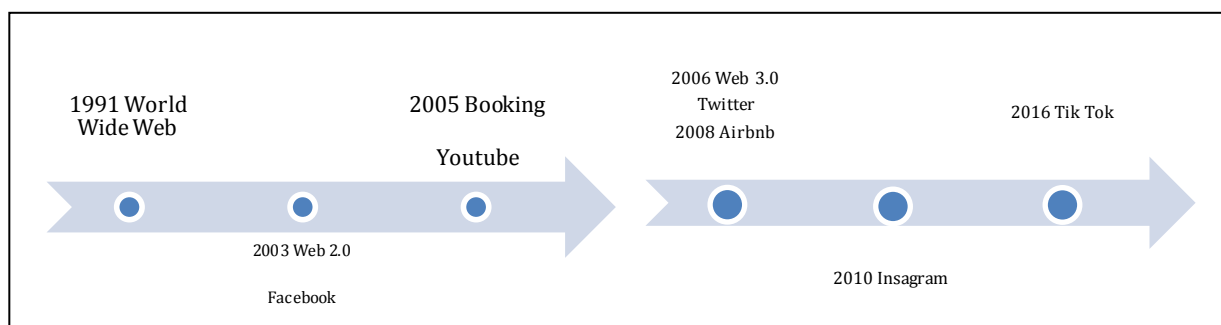 1991 World
Wide Web
2003 Web 2.0
Facebook
2005 Booking
Youtube
2006 Web 3.0
Twitter
2008 Airbnb
2010 Insagram
2016 Tik Tok